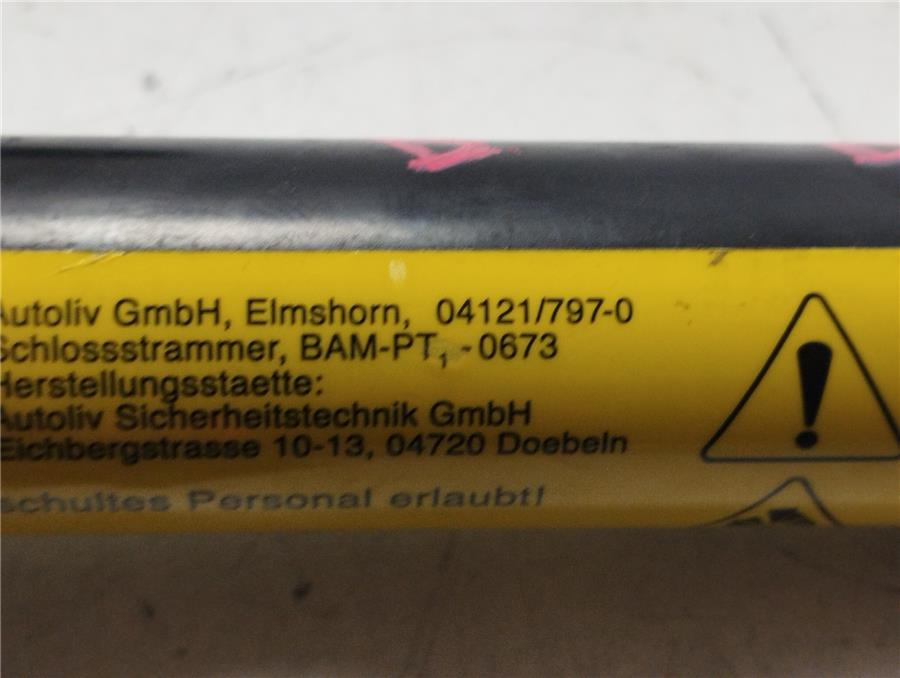 Autoliv GmbH, Elmshorn, 04121/797-0
Schlossstrammer, BAM-PT₁-0673
Herstellungsstaette:
Autoliv Sicherheitstechnik GmbH
Eichbergstrasse 10-13, 04720 Doebeln
schultes Personal erlaubt!